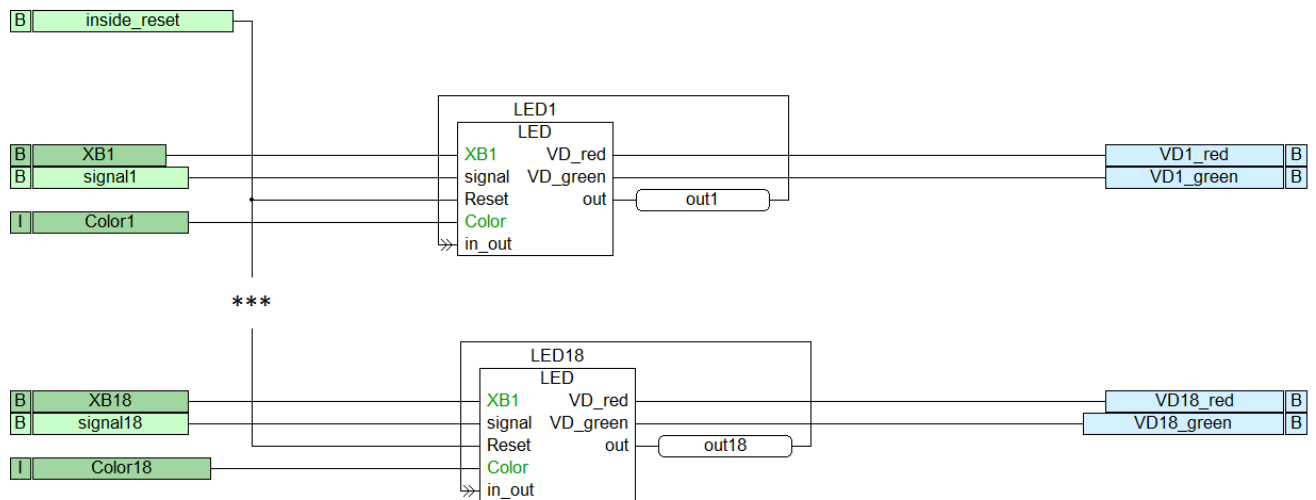 B inside_reset
LED1
LED
B XB1 XB1 VD_red VD1_red B
B signal1 signal VD_green VD1_green B
Reset out out1
I Color1 Color
in_out
***
LED18
LED
B XB18 XB1 VD_red VD18_red B
B signal18 signal VD_green VD18_green B
Reset out out18
I Color18 Color
in_out